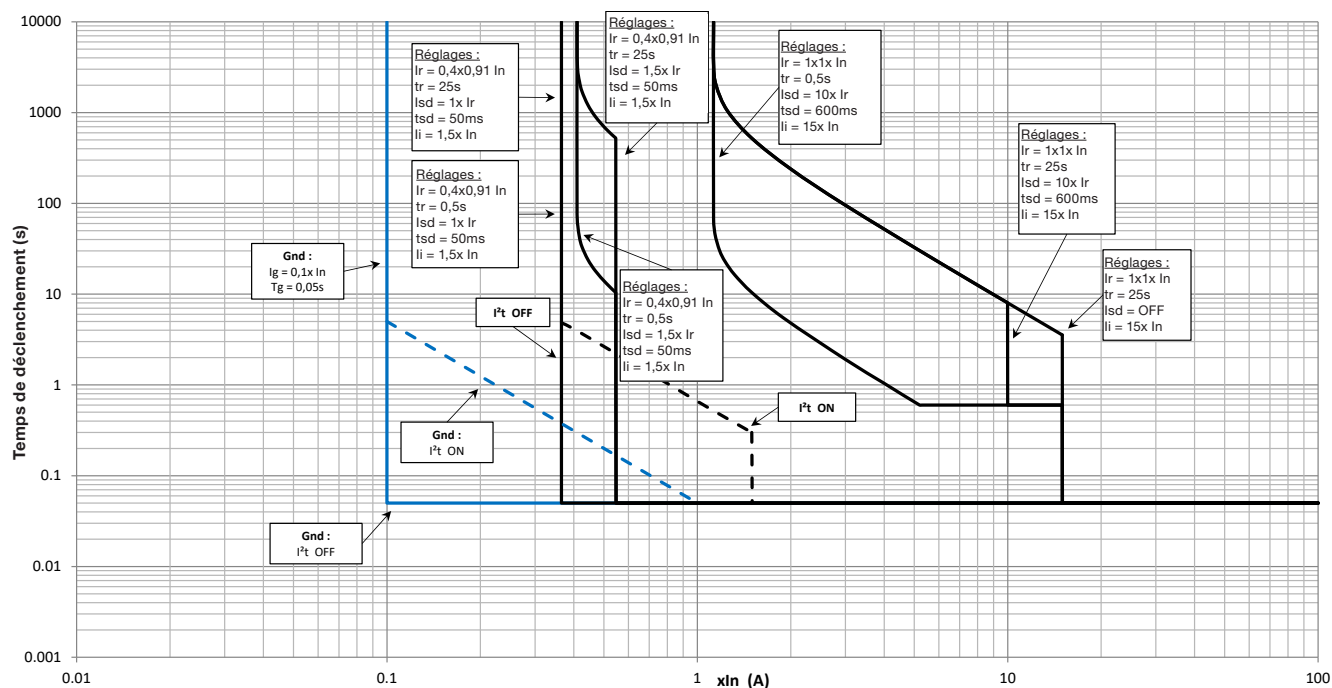 10000
1000
100
10
1
0.1
0.01
0.001
Temps de déclenchement (s)
0.01
0.1
1
10
100
xIn (A)
Réglages :
Ir = 0,4x0,91 In
tr = 25s
Isd = 1x Ir
tsd = 50ms
Ii = 1,5x In
Réglages :
Ir = 0,4x0,91 In
tr = 0,5s
Isd = 1x Ir
tsd = 50ms
Ii = 1,5x In
Réglages :
Ir = 0,4x0,91 In
tr = 25s
Isd = 1,5x Ir
tsd = 50ms
Ii = 1,5x In
Réglages :
Ir = 1x1x In
tr = 0,5s
Isd = 10x Ir
tsd = 600ms
Ii = 15x In
Réglages :
Ir = 1x1x In
tr = 25s
Isd = 10x Ir
tsd = 600ms
Ii = 15x In
Réglages :
Ir = 1x1x In
tr = 25s
Isd = OFF
Ii = 15x In
Réglages :
Ir = 0,4x0,91 In
tr = 0,5s
Isd = 1,5x Ir
tsd = 50ms
Ii = 1,5x In
Gnd :
Ig = 0,1x In
Tg = 0,05s
I²t OFF
I²t ON
Gnd :
I²t ON
Gnd :
I²t OFF